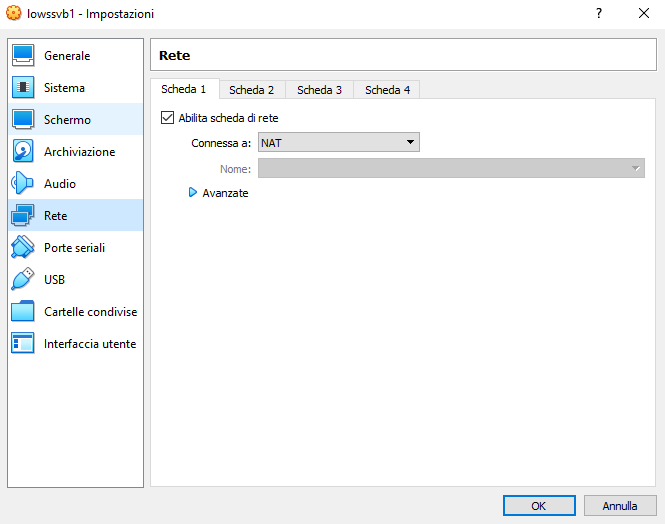 lowssvb1 - Impostazioni
?
Generale
Sistema
Schermo
Archiviazione
Audio
Rete
Porte seriali
USB
Cartelle condivise
Interfaccia utente
Rete
Scheda 1 Scheda 2 Scheda 3 Scheda 4
Abilita scheda di rete
Connessa a: NAT
Nome:
Avanzate
OK Annulla